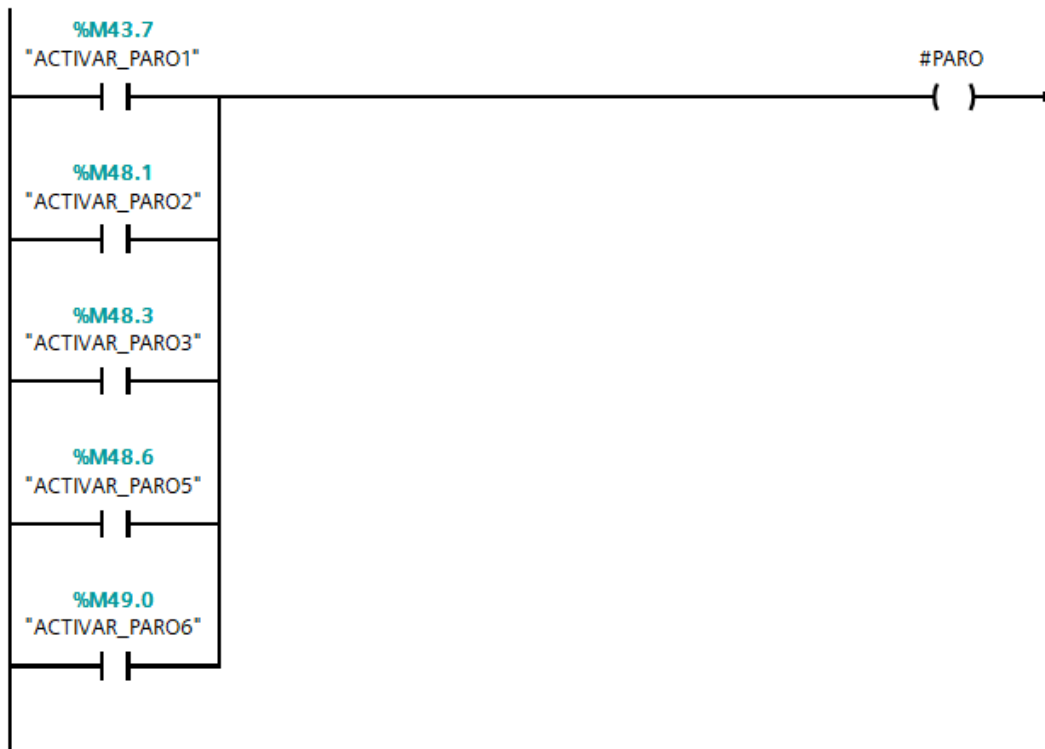 %M43.7
"ACTIVAR_PARO1"
#PARO
%M48.1
"ACTIVAR_PARO2"
%M48.3
"ACTIVAR_PARO3"
%M48.6
"ACTIVAR_PARO5"
%M49.0
"ACTIVAR_PARO6"